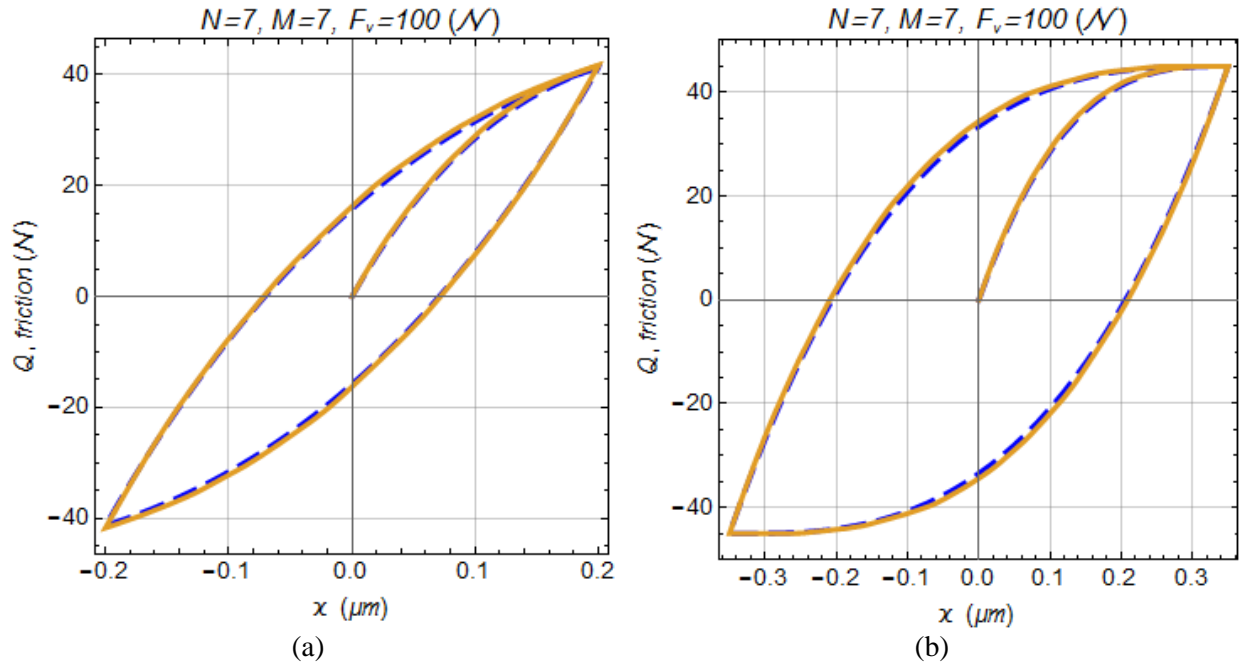 N=7, M=7, F_v=100 (N)
Q, friction (N)
40
20
0
−20
−40
−0.2
−0.1
0.0
0.1
0.2
x (μm)
(a)
N=7, M=7, F_v=100 (N)
Q, friction (N)
40
20
0
−20
−40
−0.3
−0.2
−0.1
0.0
0.1
0.2
0.3
x (μm)
(b)